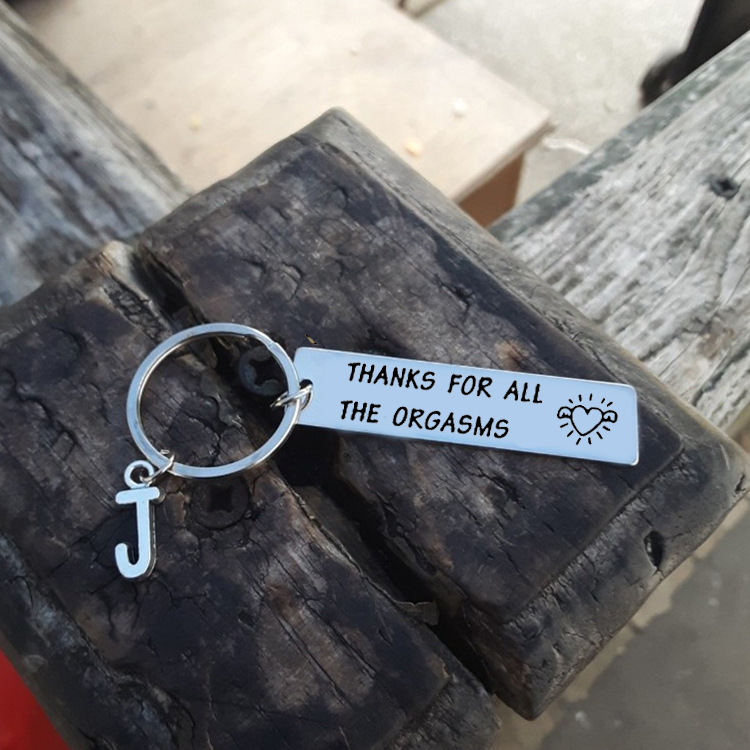 THANKS FOR ALL
THE ORGASMS
J